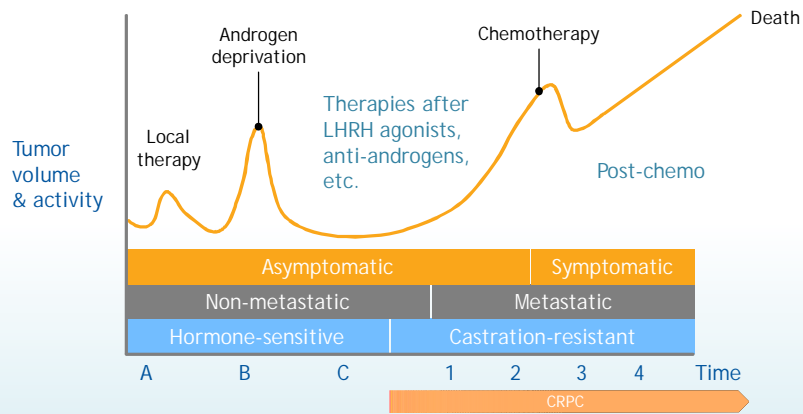 Death
Androgen
deprivation
Chemotherapy
Therapies after
LHRH agonists,
anti-androgens,
etc.
Local
therapy
Tumor
volume
& activity
Post-chemo
Asymptomatic
Symptomatic
Non-metastatic
Metastatic
Hormone-sensitive
Castration-resistant
A B C 1 2 3 4 Time
CRPC